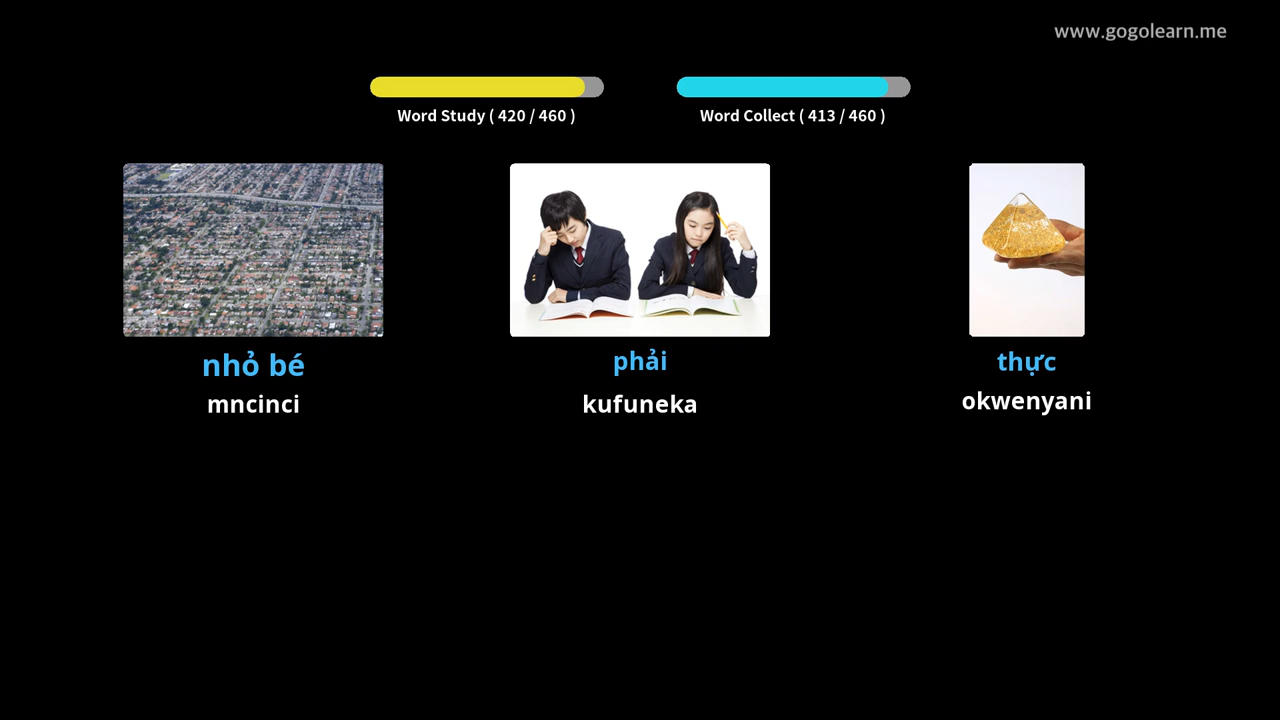 www.gogolearn.me
Word Study ( 420 / 460 )
Word Collect ( 413 / 460 )
nhỏ bé
mncinci
phải
kufuneka
thực
okwenyani